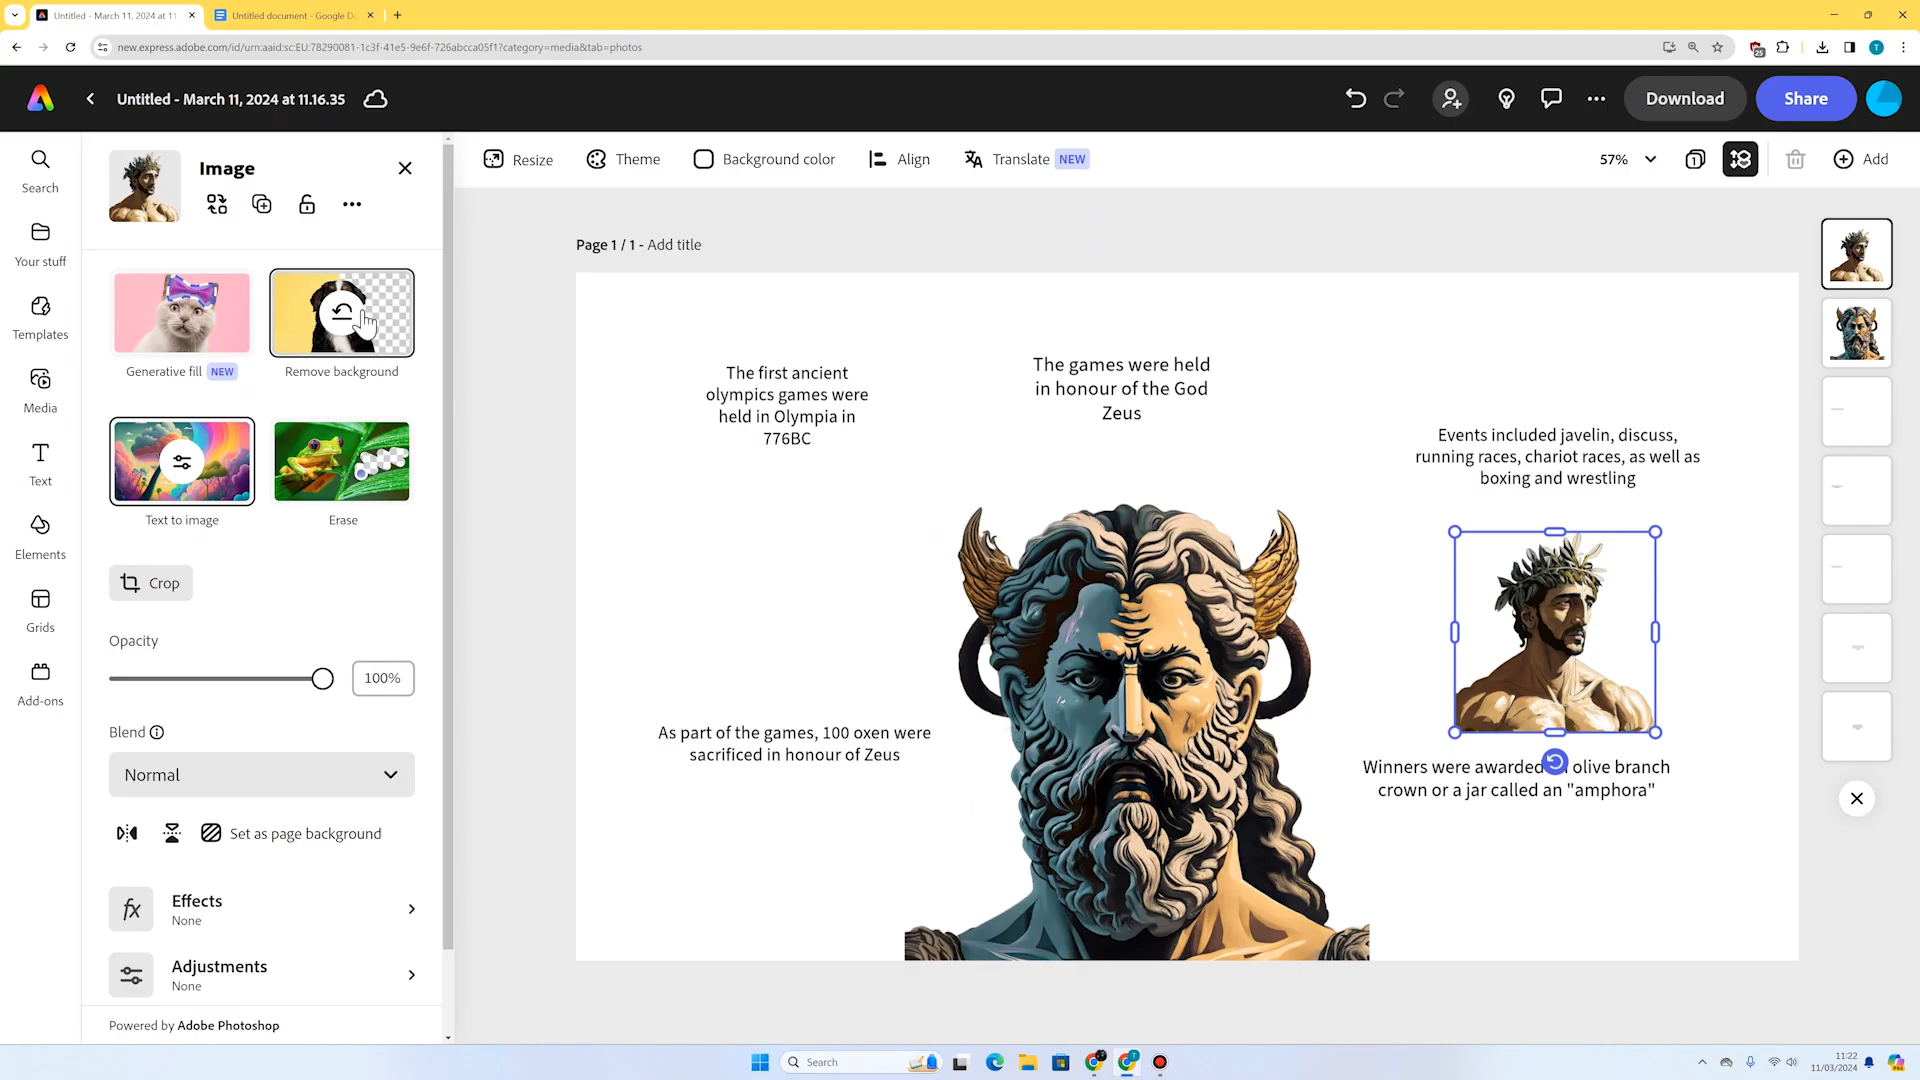 Untitled - March 11, 2024 at 11
Untitled document - Google D
new.express.adobe.com/id/urn:aaid:sc:EU:78290081-1c3f-41e5-9e6f-726abcca05f1?category=media&tab=photos
T
Untitled - March 11, 2024 at 11.16.35
Download
Share
Search
Your stuff
Templates
Media
Text
Elements
Grids
Add-ons
Image
Generative fill NEW
Remove background
Text to image
Erase
Crop
Opacity
100%
Blend
Normal
Set as page background
fx
Effects
None
Adjustments
None
Powered by Adobe Photoshop
Resize
Theme
Background color
Align
Translate NEW
57%
1
Add
Page 1 / 1 - Add title
The first ancient
olympics games were
held in Olympia in
776BC
The games were held
in honour of the God
Zeus
Events included javelin, discuss,
running races, chariot races, as well as
boxing and wrestling
As part of the games, 100 oxen were
sacrificed in honour of Zeus
Winners were awarded olive branch
crown or a jar called an "amphora"
Search
11:22
11/03/2024